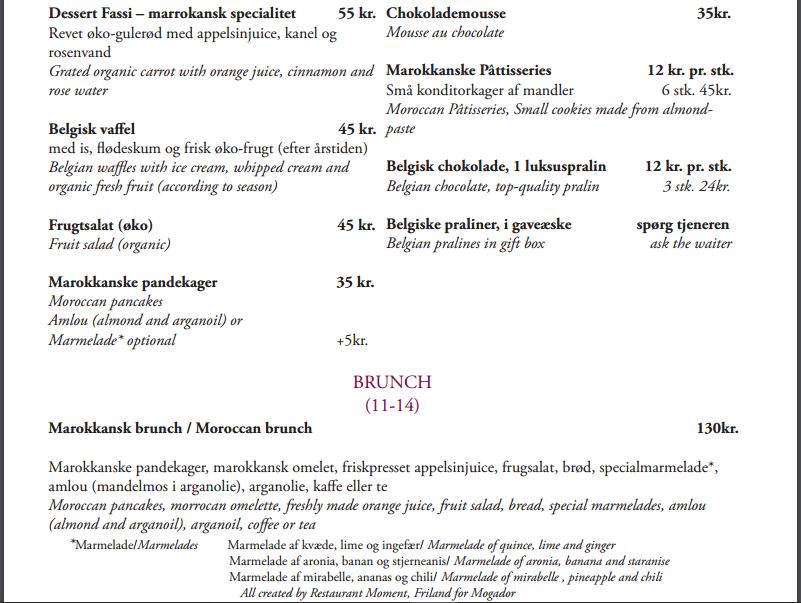 Dessert Fassi – marrokansk specialitet 55 kr.
Revet øko-gulerød med appelsinjuice, kanel og
rosenvand
Grated organic carrot with orange juice, cinnamon and
rose water
Belgisk vaffel 45 kr.
med is, flødeskum og frisk øko-frugt (efter årstiden)
Belgian waffles with ice cream, whipped cream and
organic fresh fruit (according to season)
Frugtsalat (øko) 45 kr.
Fruit salad (organic)
Marokkanske pandekager 35 kr.
Moroccan pancakes
Amlou (almond and arganoil) or
Marmelade* optional +5kr.
Chokolademousse 35kr.
Mousse au chocolate
Marokkanske Pâttisseries 12 kr. pr. stk.
Små konditorkager af mandler 6 stk. 45kr.
Moroccan Pâtisseries, Small cookies made from almond-
paste
Belgisk chokolade, 1 luksuspralin 12 kr. pr. stk.
Belgian chocolate, top-quality pralin 3 stk. 24kr.
Belgiske praliner, i gaveæske spørg tjeneren
Belgian pralines in gift box ask the waiter
BRUNCH
(11-14)
Marokkansk brunch / Moroccan brunch 130kr.
Marokkanske pandekager, marokkansk omelet, friskpresset appelsinjuice, frugsalat, brød, specialmarmelade*,
amlou (mandelmos i arganolie), arganolie, kaffe eller te
Moroccan pancakes, morrocan omelette, freshly made orange juice, fruit salad, bread, special marmelades, amlou
(almond and arganoil), arganoil, coffee or tea
*Marmelade/Marmelades Marmelade af kvæde, lime og ingefær/ Marmelade of quince, lime and ginger
Marmelade af aronia, banan og stjerneanis/ Marmelade of aronia, banana and staranise
Marmelade af mirabelle, ananas og chili/ Marmelade of mirabelle , pineapple and chili
All created by Restaurant Moment, Friland for Mogador